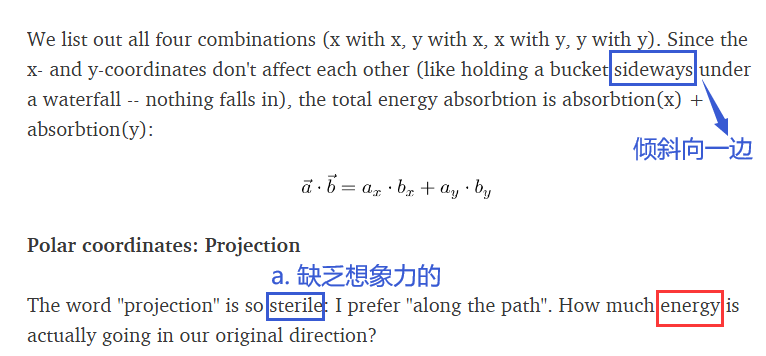 We list out all four combinations (x with x, y with x, x with y, y with y). Since the
x- and y-coordinates don't affect each other (like holding a bucket sideways under
a waterfall -- nothing falls in), the total energy absorbtion is absorbtion(x) +
absorbtion(y):
倾斜向一边
\vec{a} \cdot \vec{b} = a_x \cdot b_x + a_y \cdot b_y
Polar coordinates: Projection
a. 缺乏想象力的
The word "projection" is so sterile: I prefer "along the path". How much energy is
actually going in our original direction?